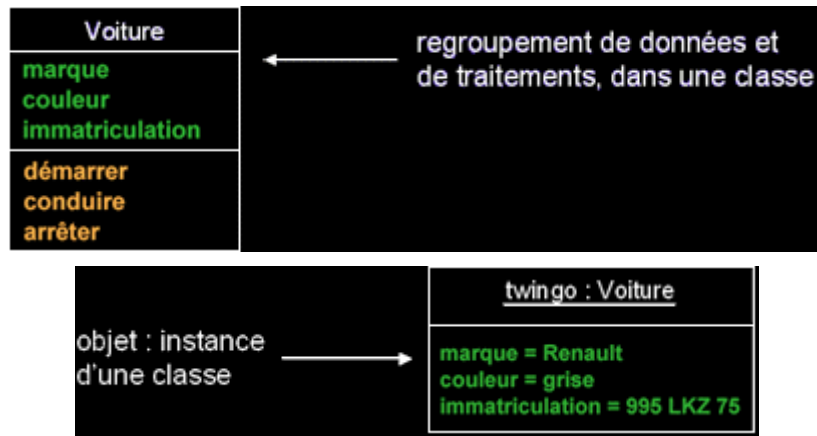 Voiture
marque
couleur
immatriculation
démarrer
conduire
arrêter
regroupement de données et
de traitements, dans une classe
objet : instance
d'une classe
twingo : Voiture
marque = Renault
couleur = grise
immatriculation = 995 LKZ 75